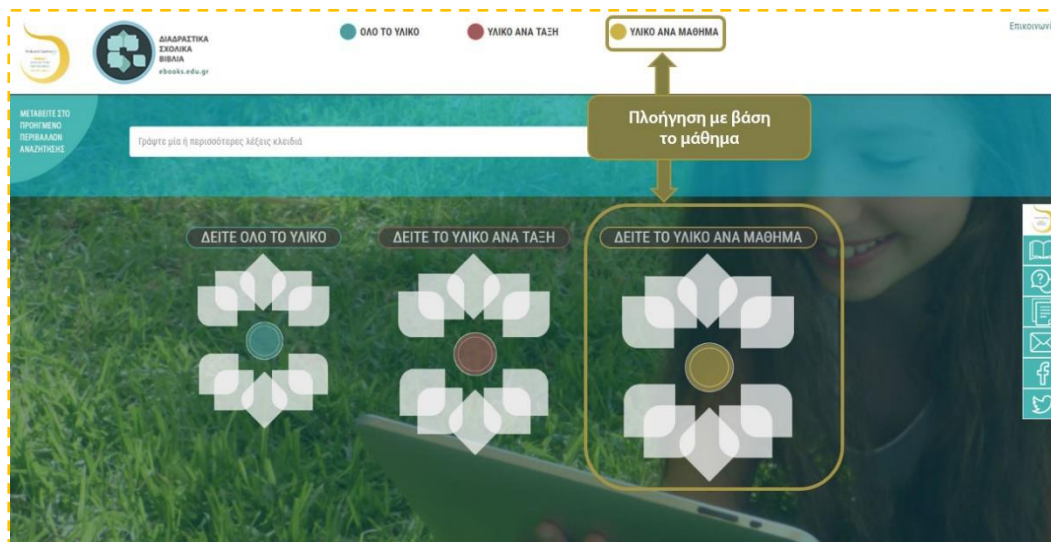 ΔΙΑΔΡΑΣΤΙΚΑ
ΣΧΟΛΙΚΑ
ΒΙΒΛΙΑ
ebooks.edu.gr
ΟΛΟ ΤΟ ΥΛΙΚΟ
ΥΛΙΚΟ ΑΝΑ ΤΑΞΗ
ΥΛΙΚΟ ΑΝΑ ΜΑΘΗΜΑ
Επικοινωνί
ΜΕΤΑΒΕΙΤΕ ΣΤΟ
ΠΡΟΗΓΜΕΝΟ
ΠΕΡΙΒΑΛΛΟΝ
ΑΝΑΖΗΤΗΣΗΣ
Γράψτε μία ή περισσότερες λέξεις κλειδιά
Πλοήγηση με βάση
το μάθημα
ΔΕΙΤΕ ΟΛΟ ΤΟ ΥΛΙΚΟ
ΔΕΙΤΕ ΤΟ ΥΛΙΚΟ ΑΝΑ ΤΑΞΗ
ΔΕΙΤΕ ΤΟ ΥΛΙΚΟ ΑΝΑ ΜΑΘΗΜΑ